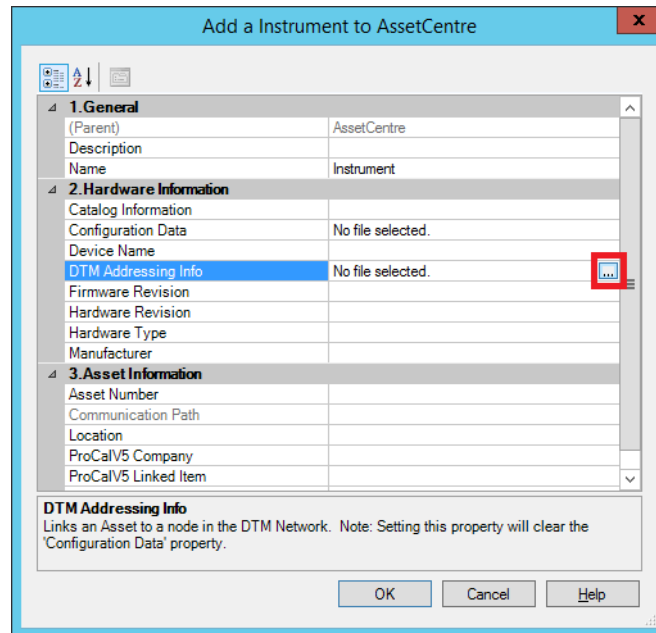 Add a Instrument to AssetCentre
x
1.General
(Parent) AssetCentre
Description
Name Instrument
2.Hardware Information
Catalog Information
Configuration Data No file selected.
Device Name
DTM Addressing Info No file selected. ...
Firmware Revision
Hardware Revision
Hardware Type
Manufacturer
3.Asset Information
Asset Number
Communication Path
Location
ProCalV5 Company
ProCalV5 Linked Item
DTM Addressing Info
Links an Asset to a node in the DTM Network. Note: Setting this property will clear the
'Configuration Data' property.
OK Cancel Help